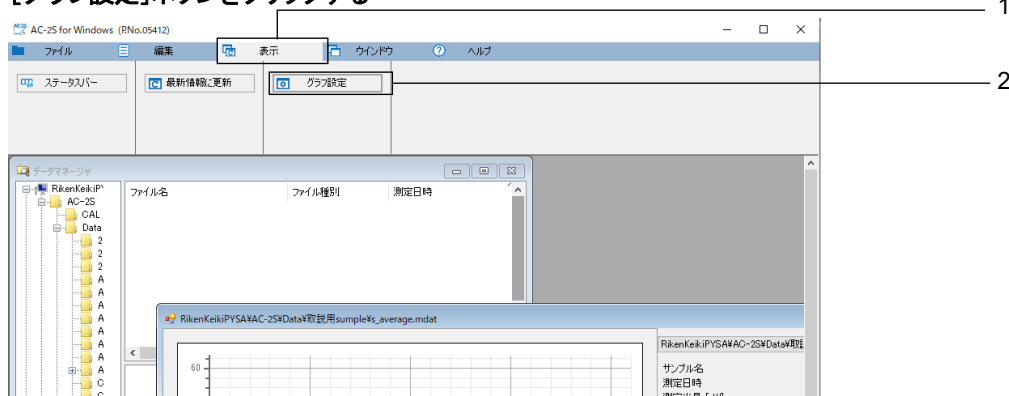 [グラフ設定]ボタンをクリックする
1
AC-2S for Windows (P.No.05412)
ファイル 編集 表示 ウインドウ ヘルプ
ステータスバー 最新情報に更新 グラフ設定
2
データマネージャ
RikenKeikiP
ファイル名 ファイル種別 測定日時
AC-2S
CAL
Data
2
2
2
A
A
A
A
A
A
A
A
C
C
RikenKeikiPYSA¥AC-2S¥Data¥取説用sumple¥s_average.mdat
RikenKeikiPYSA¥AC-2S¥Data¥取説
60
サンプル名
測定日時